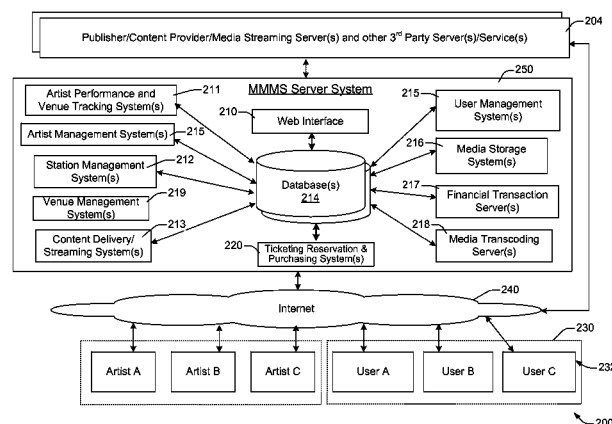 Publisher/Content Provider/Media Streaming Server(s) and other 3rd Party Server(s)/Service(s)
204
MMMS Server System
250
Artist Performance and
Venue Tracking System(s)
211
210
Web Interface
215
User Management
System(s)
Artist Management System(s)
215
216
Media Storage
System(s)
Station Management
System(s)
212
Database(s)
214
217
Financial Transaction
Server(s)
Venue Management
System(s)
219
218
Content Delivery/
Streaming System(s)
213
220
Ticketing Reservation &
Purchasing System(s)
Media Transcoding
Server(s)
Internet
240
230
Artist A
Artist B
Artist C
User A
User B
User C
232
200